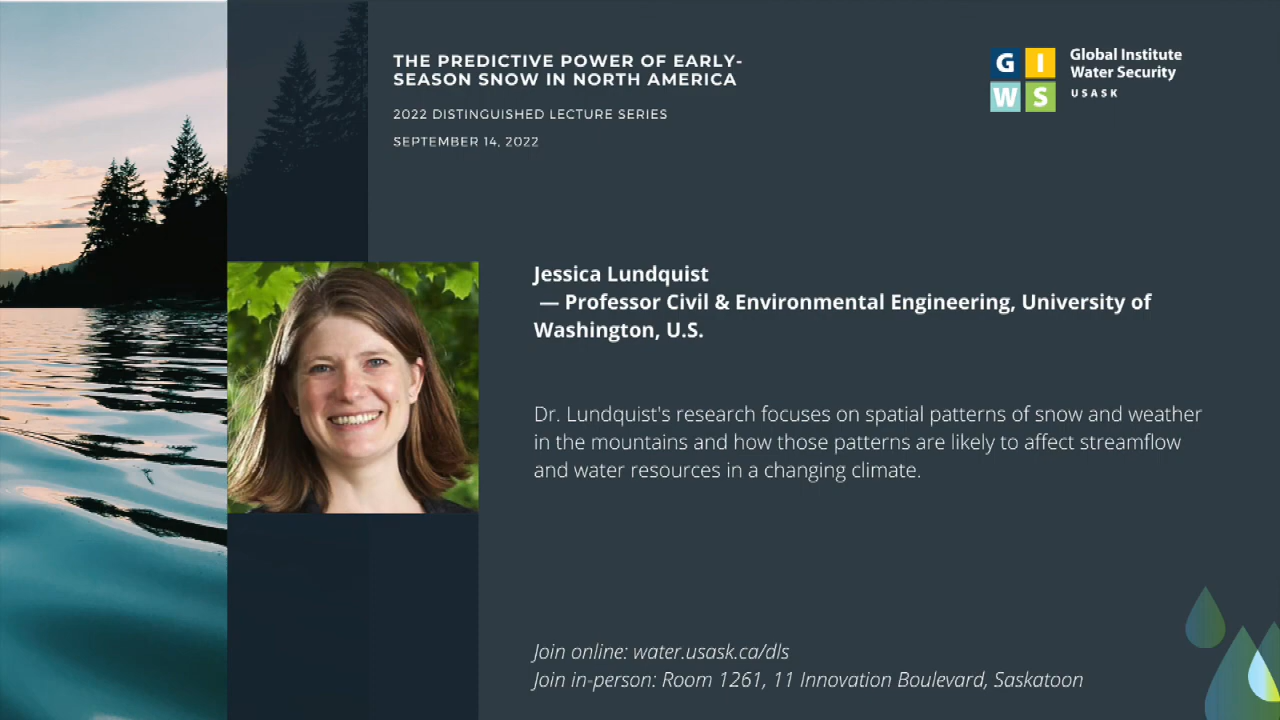 THE PREDICTIVE POWER OF EARLY-
SEASON SNOW IN NORTH AMERICA
2022 DISTINGUISHED LECTURE SERIES
SEPTEMBER 14, 2022
G I
W S
Global Institute
Water Security
USASK
Jessica Lundquist
— Professor Civil & Environmental Engineering, University of
Washington, U.S.
Dr. Lundquist's research focuses on spatial patterns of snow and weather
in the mountains and how those patterns are likely to affect streamflow
and water resources in a changing climate.
Join online: water.usask.ca/dls
Join in-person: Room 1261, 11 Innovation Boulevard, Saskatoon